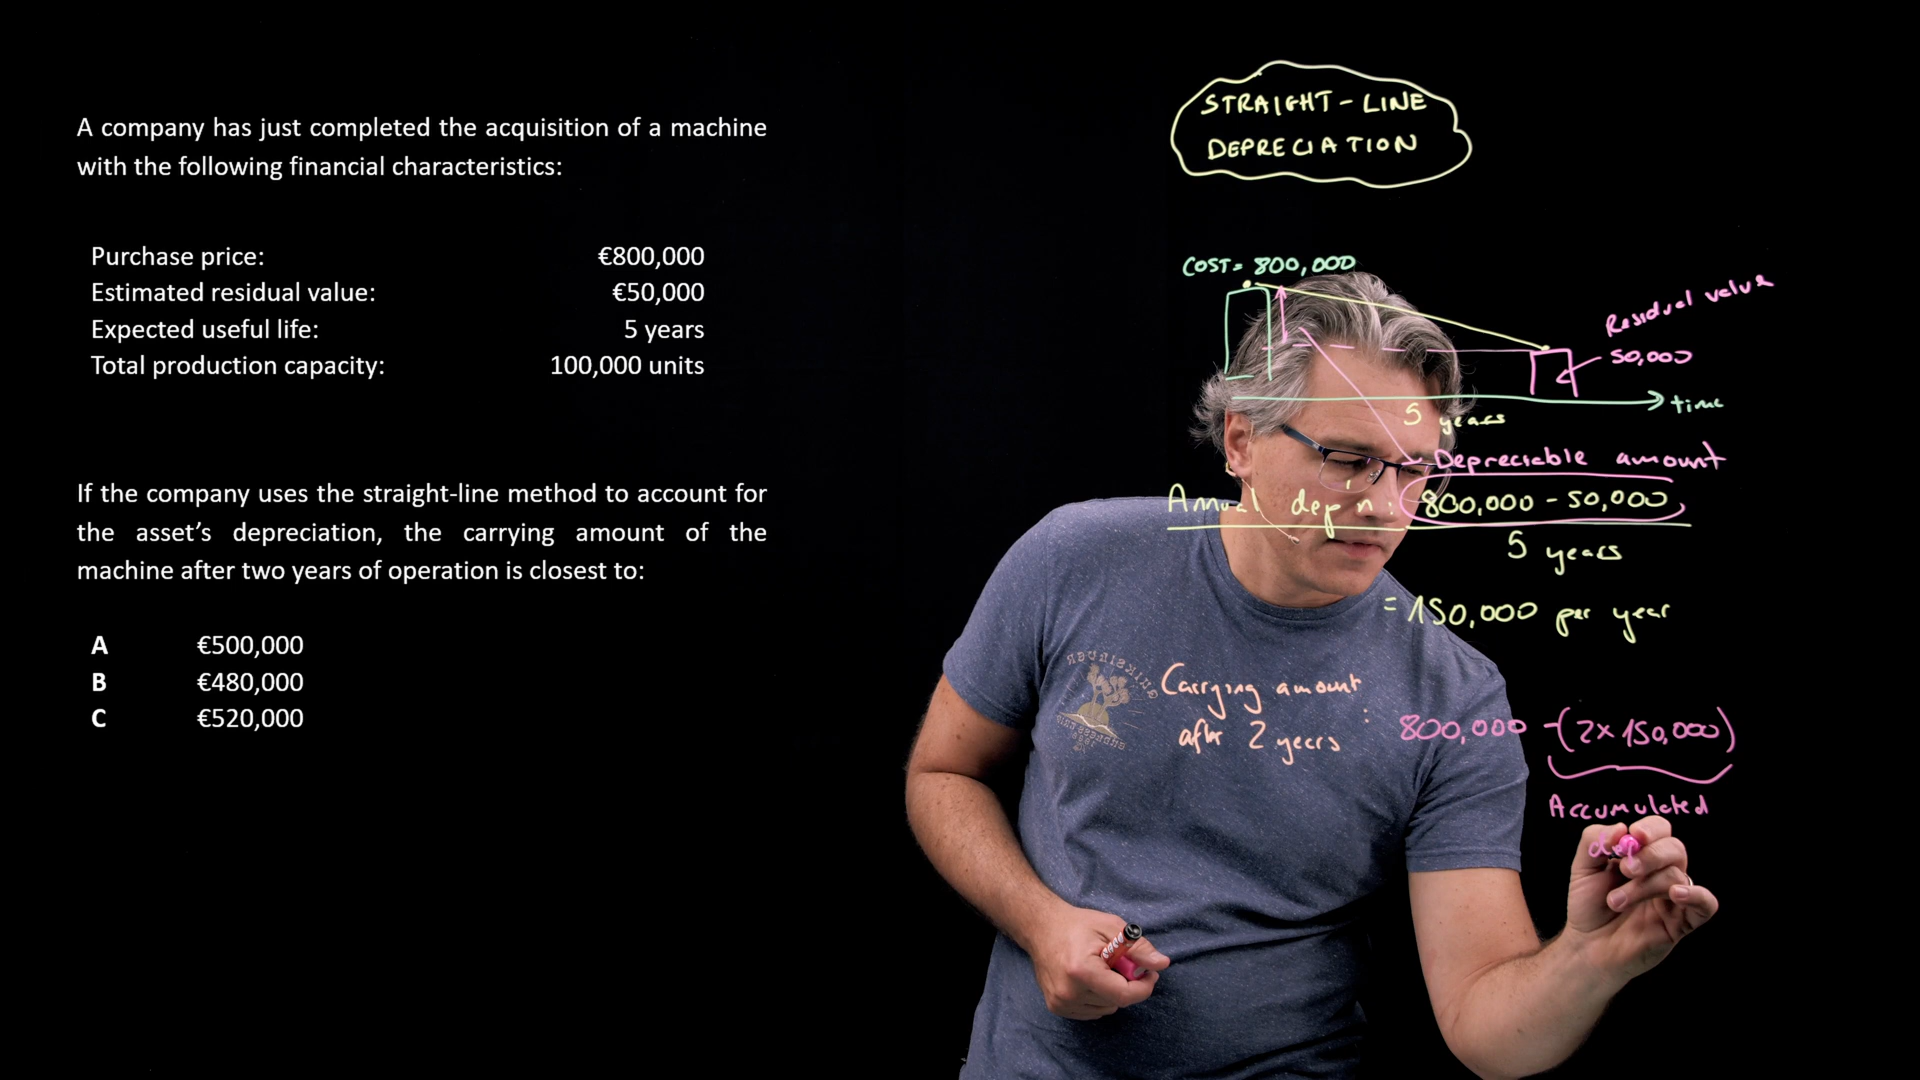 A company has just completed the acquisition of a machine
with the following financial characteristics:
Purchase price: €800,000
Estimated residual value: €50,000
Expected useful life: 5 years
Total production capacity: 100,000 units
If the company uses the straight-line method to account for
the asset’s depreciation, the carrying amount of the
machine after two years of operation is closest to:
A €500,000
B €480,000
C €520,000
STRAIGHT-LINE
DEPRECIATION
COST = 800,000
Residual value
50,000
time
5 years
Depreciable amount
Annual dep'n: 800,000 - 50,000
5 years
= 150,000 per year
Carrying amount
after 2 years : 800,000 - (2 x 150,000)
Accumulated